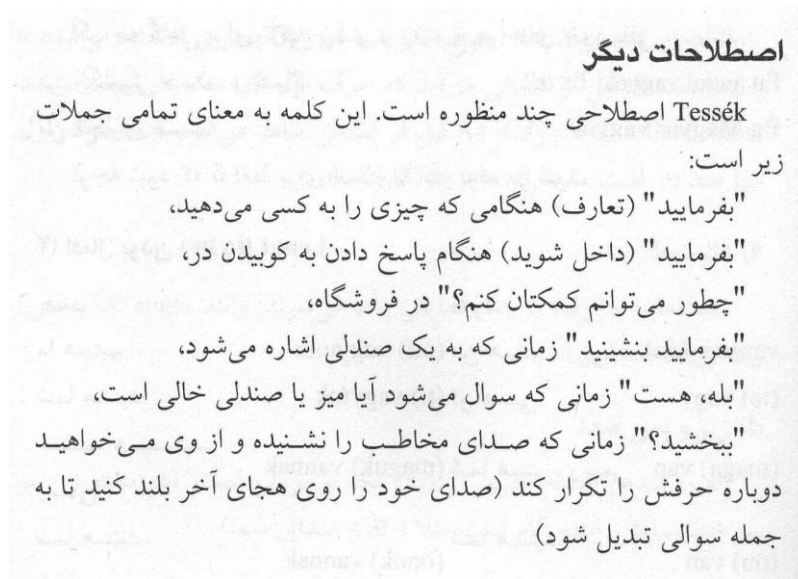 اصطلاحات دیگر
Tessék اصطلاحی چند منظوره است. این کلمه به معنای تمامی جملات
زیر است:
"بفرمایید" (تعارف) هنگامی که چیزی را به کسی می‌دهید،
"بفرمایید" (داخل شوید) هنگام پاسخ دادن به کوبیدن در،
"چطور می‌توانم کمکتان کنم؟" در فروشگاه،
"بفرمایید بنشینید" زمانی که به یک صندلی اشاره می‌شود،
"بله، هست" زمانی که سوال می‌شود آیا میز یا صندلی خالی است،
"ببخشید؟" زمانی که صدای مخاطب را نشنیده و از وی می‌خواهید
دوباره حرفش را تکرار کند (صدای خود را روی هجای آخر بلند کنید تا به
جمله سوالی تبدیل شود)